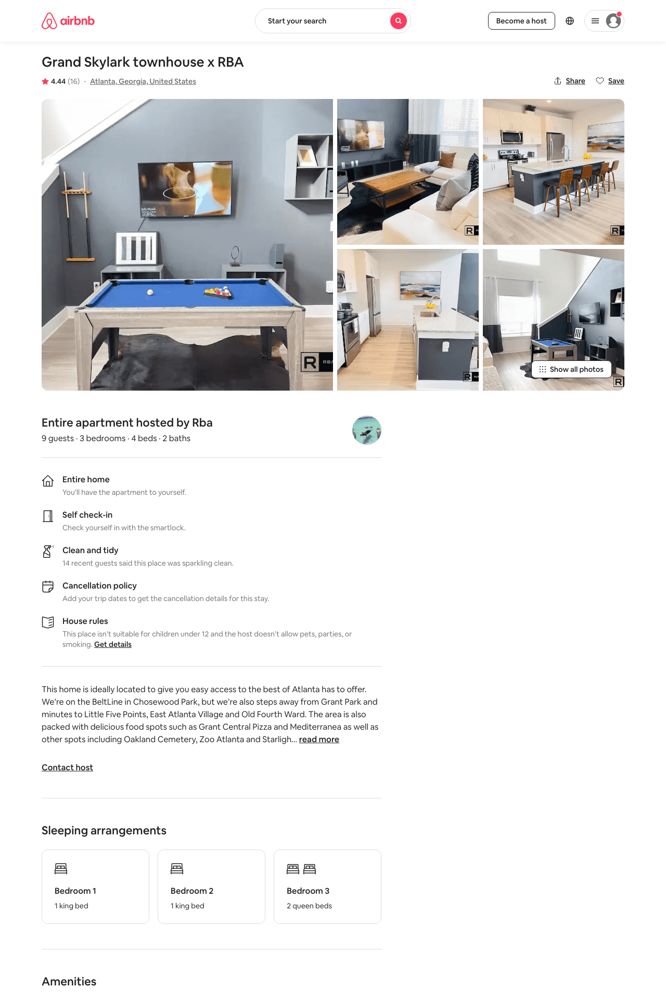 airbnb
Start your search
Become a host
Grand Skylark townhouse x RBA
4.44 (16) · Atlanta, Georgia, United States
Share
Save
Cafe Music
BGMC
R
RBA
R
R
R
R
Show all photos
Entire apartment hosted by Rba
9 guests · 3 bedrooms · 4 beds · 2 baths
Entire home
You’ll have the apartment to yourself.
Self check-in
Check yourself in with the smartlock.
Clean and tidy
14 recent guests said this place was sparkling clean.
Cancellation policy
Add your trip dates to get the cancellation details for this stay.
House rules
This place isn’t suitable for children under 12 and the host doesn’t allow pets, parties, or
smoking. Get details
This home is ideally located to give you easy access to the best of Atlanta has to offer.
We’re on the BeltLine in Chosewood Park, but we’re also steps away from Grant Park and
minutes to Little Five Points, East Atlanta Village and Old Fourth Ward. The area is also
packed with delicious food spots such as Grant Central Pizza and Mediterranea as well as
other spots including Oakland Cemetery, Zoo Atlanta and Starligh... read more
Contact host
Sleeping arrangements
Bedroom 1
1 king bed
Bedroom 2
1 king bed
Bedroom 3
2 queen beds
Amenities